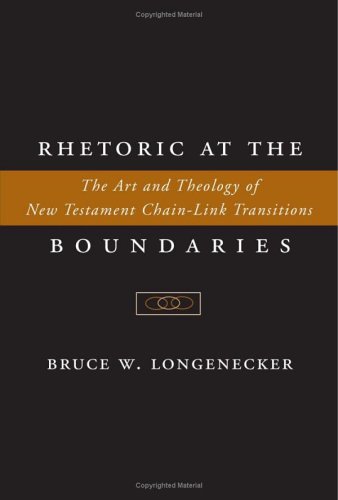 Copyrighted Material
RHETORIC AT THE
The Art and Theology of
New Testament Chain-Link Transitions
BOUNDARIES
BRUCE W. LONGENECKER
Copyrighted Material